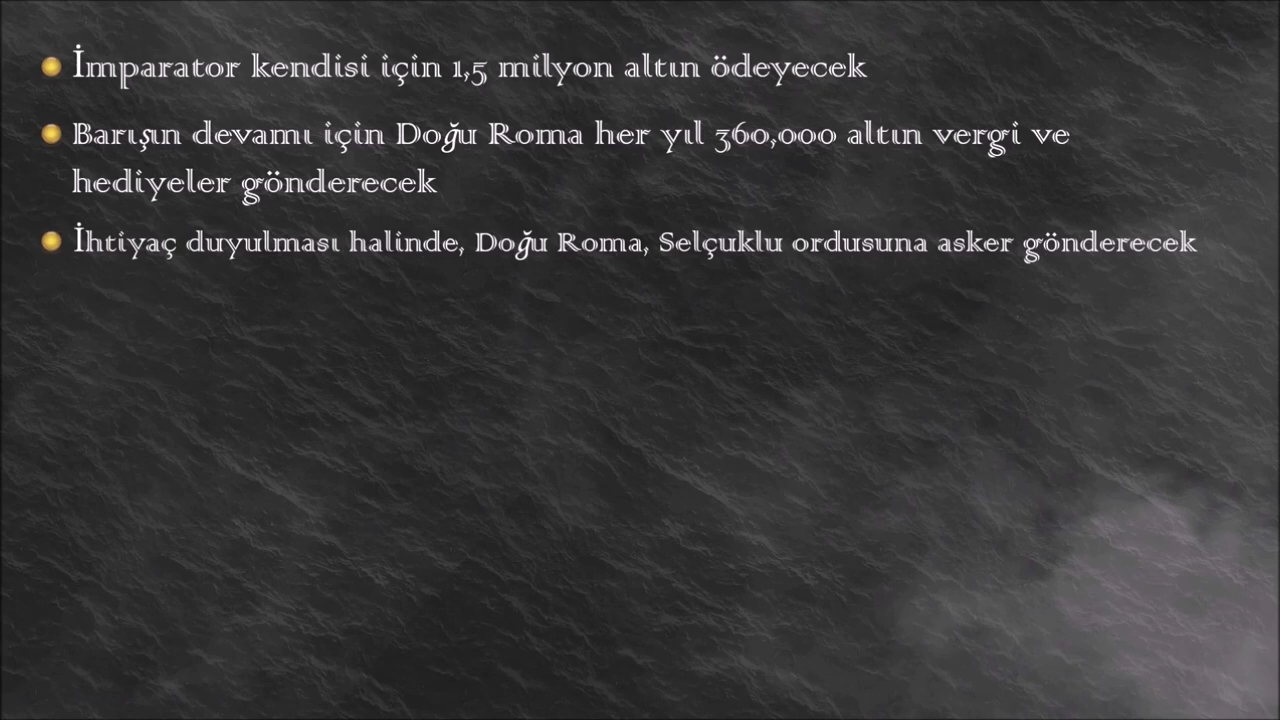 İmparator kendisi için 1,5 milyon altın ödeyecek
Barışın devamı için Doğu Roma her yıl 360,000 altın vergi ve
hediyeler gönderecek
İhtiyaç duyulması halinde, Doğu Roma, Selçuklu ordusuna asker gönderecek